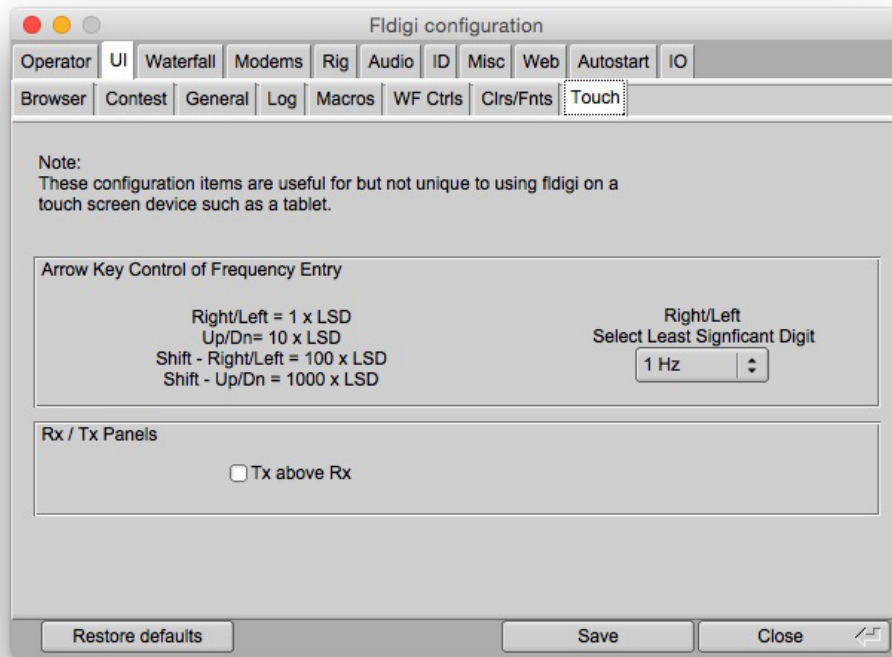 Fldigi configuration
Operator UI Waterfall Modems Rig Audio ID Misc Web Autostart IO
Browser Contest General Log Macros WF Ctrls Clrs/Fnts Touch
Note:
These configuration items are useful for but not unique to using fldigi on a
touch screen device such as a tablet.
Arrow Key Control of Frequency Entry
Right/Left = 1 x LSD
Up/Dn= 10 x LSD
Shift - Right/Left = 100 x LSD
Shift - Up/Dn = 1000 x LSD
Right/Left
Select Least Signficant Digit
1 Hz
Rx / Tx Panels
Tx above Rx
Restore defaults Save Close